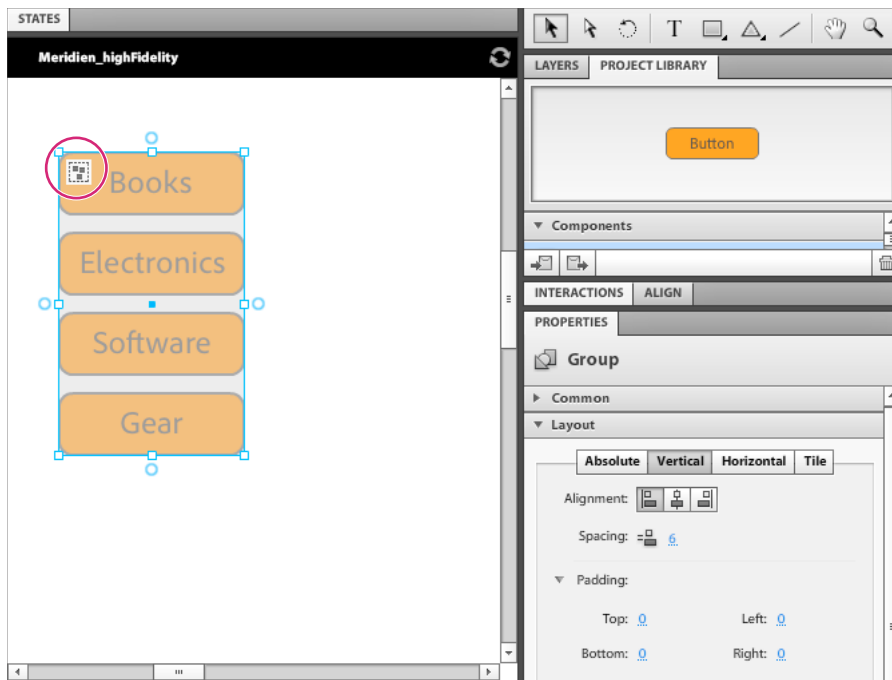 STATES
Meridien_highFidelity
Books
Electronics
Software
Gear
T
LAYERS PROJECT LIBRARY
Button
Components
INTERACTIONS ALIGN
PROPERTIES
Group
Common
Layout
Absolute Vertical Horizontal Tile
Alignment:
Spacing: 6
Padding:
Top: 0 Left: 0
Bottom: 0 Right: 0